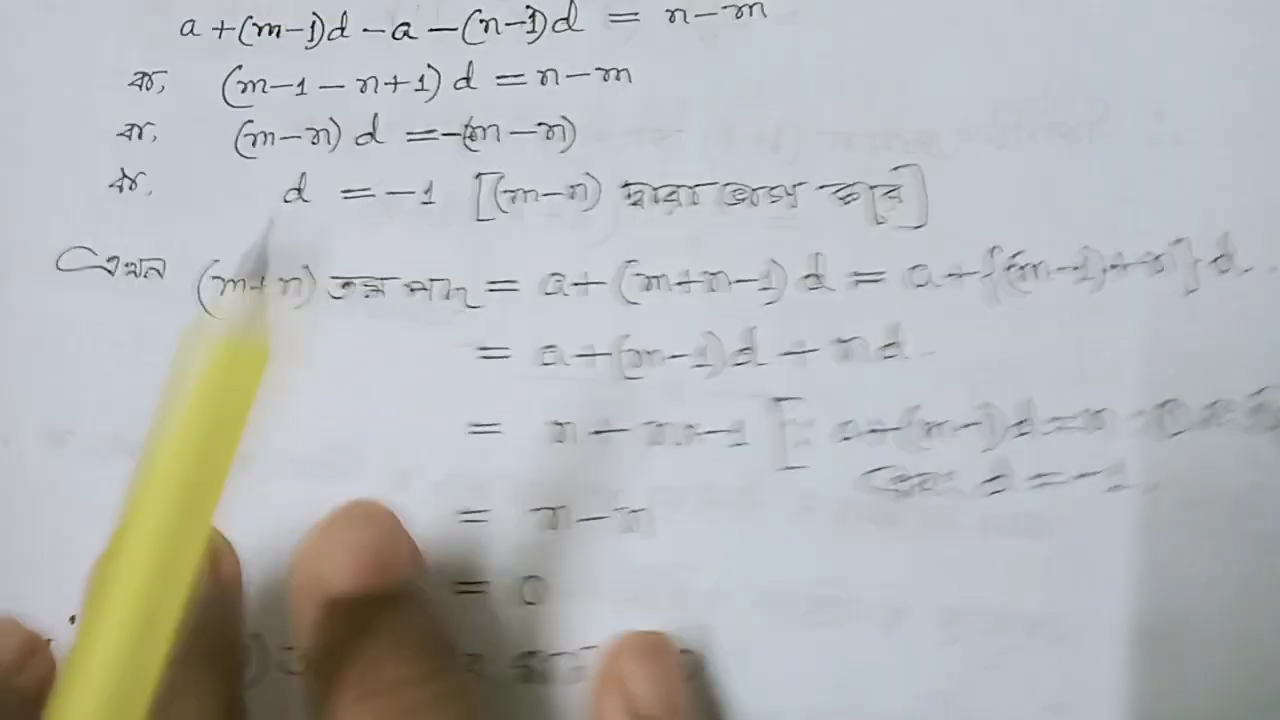 a+(m-1)d-a-(n-1)d = n-m
বা, (m-1-n+1)d = n-m
বা, (m-n)d = -(m-n)
বা, d = -1 [(m-n) দ্বারা ভাগ করে]
এখন (m+n) তম পদ = a+(m+n-1)d = a+{(m-1)+n}d
= a+(m-1)d+nd
= n+n×-1 [∵ a+(m-1)d=n
এবং d=-1
= n-n
= 0